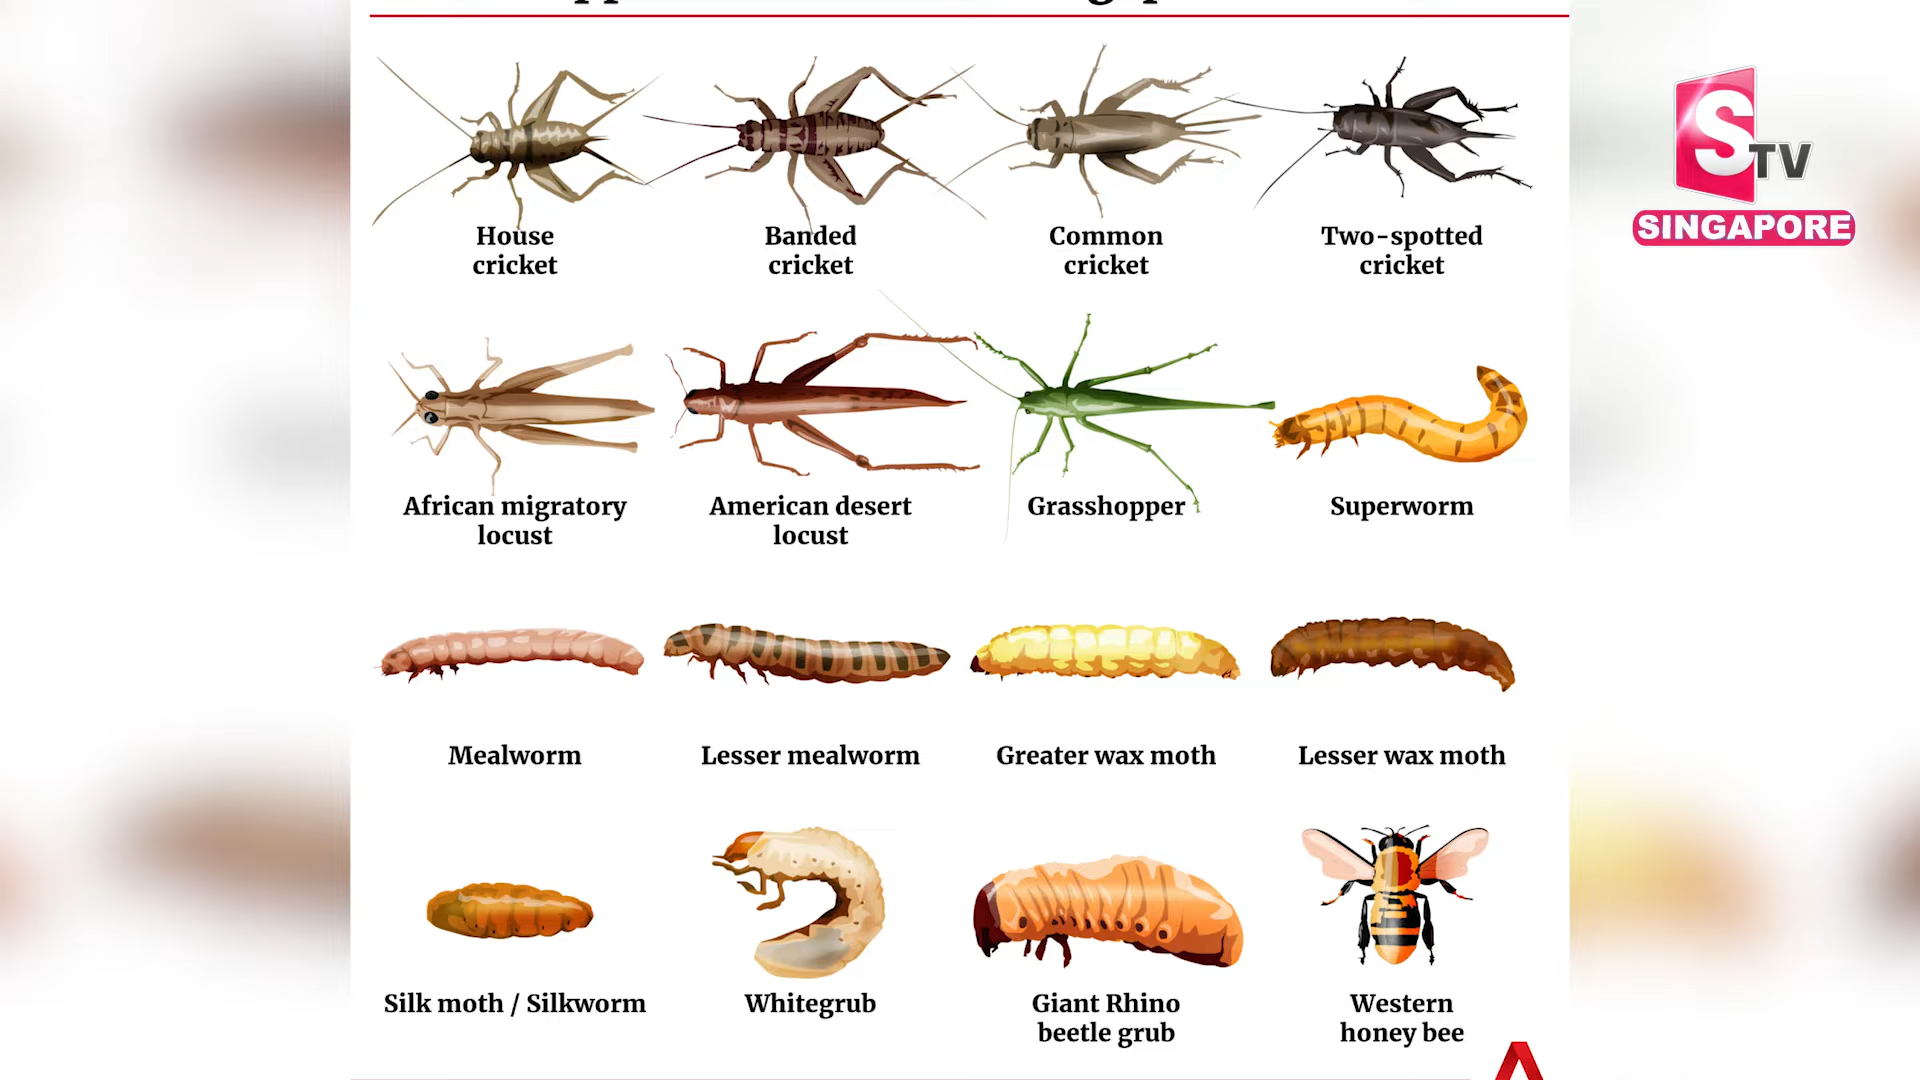 House
cricket
Banded
cricket
Common
cricket
Two-spotted
cricket
African migratory
locust
American desert
locust
Grasshopper
Superworm
Mealworm
Lesser mealworm
Greater wax moth
Lesser wax moth
Silk moth / Silkworm
Whitegrub
Giant Rhino
beetle grub
Western
honey bee
S TV
SINGAPORE